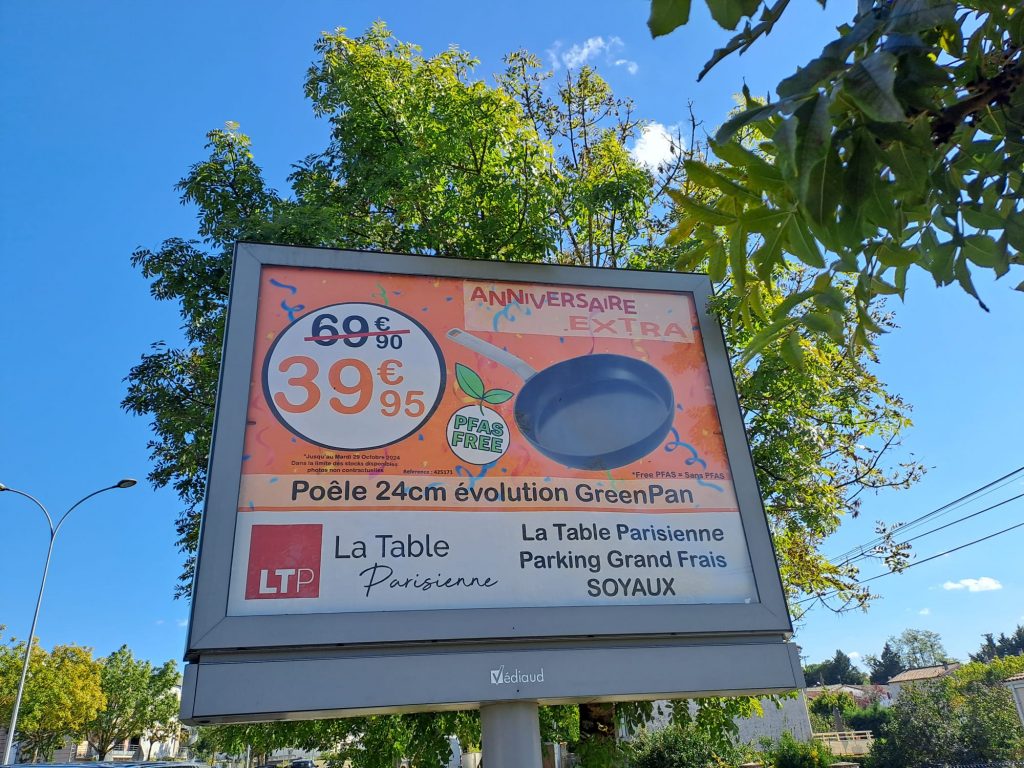 ANNIVERSAIRE
EXTRA
69€90
39€95
PFAS
FREE
*Jusqu'au Mardi 29 Octobre 2024
Dans la limite des stocks disponibles
photos non contractuelles
Référence : 425171
*Free PFAS = Sans PFAS
Poêle 24cm évolution GreenPan
LTP
La Table
Parisienne
La Table Parisienne
Parking Grand Frais
SOYAUX
Védiaud